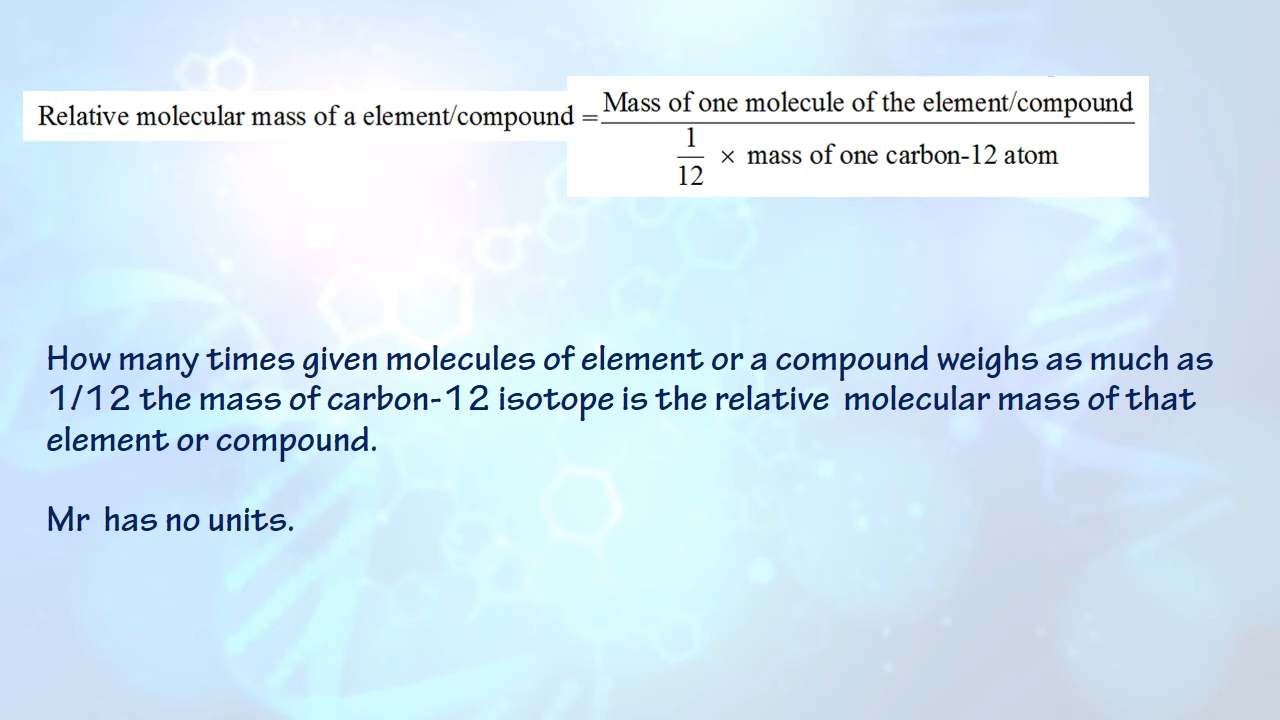 Relative molecular mass of a element/compound =
Mass of one molecule of the element/compound
1
12
× mass of one carbon-12 atom
How many times given molecules of element or a compound weighs as much as
1/12 the mass of carbon-12 isotope is the relative molecular mass of that
element or compound.
Mr has no units.